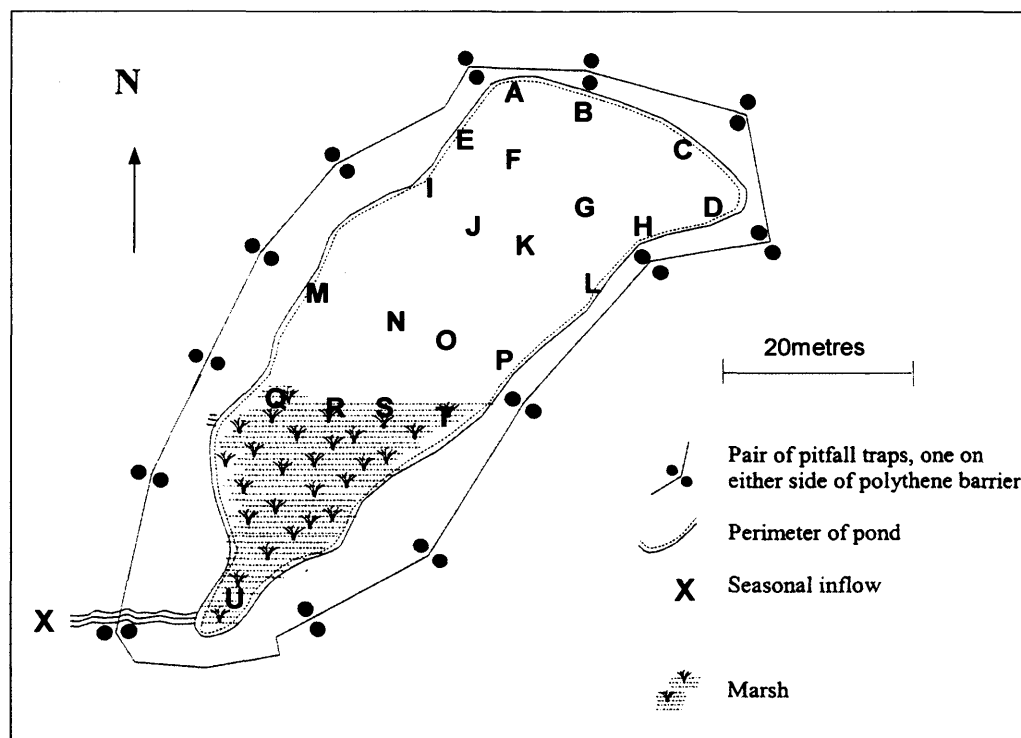 N
A
B
E
C
F
I
G
D
J
H
K
L
M
N
O
P
20metres
Q
R
S
T
Pair of pitfall traps, one on
either side of polythene barrier
Perimeter of pond
U
X
Seasonal inflow
X
Marsh